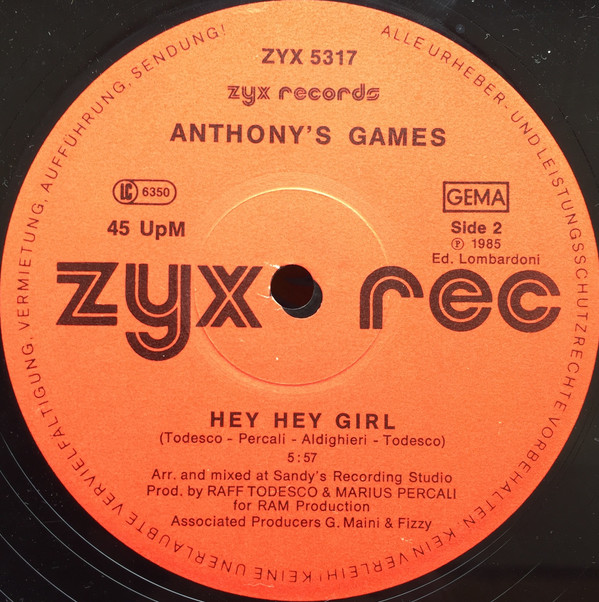 ALLE URHEBER- UND LEISTUNGSSCHUTZRECHTE VORBEHALTEN! KEIN VERLEIH! KEINE UNERLAUBTE VERVIELFÄLTIGUNG, VERMIETUNG, AUFFÜHRUNG, SENDUNG!
ZYX 5317
zyx records
ANTHONY'S GAMES
LC 6350
GEMA
45 UpM
Side 2
Ⓟ 1985
Ed. Lombardoni
zyx rec
HEY HEY GIRL
(Todesco - Percali - Aldighieri - Todesco)
5:57
Arr. and mixed at Sandy's Recording Studio
Prod. by RAFF TODESCO & MARIUS PERCALI
for RAM Production
Associated Producers G. Maini & Fizzy